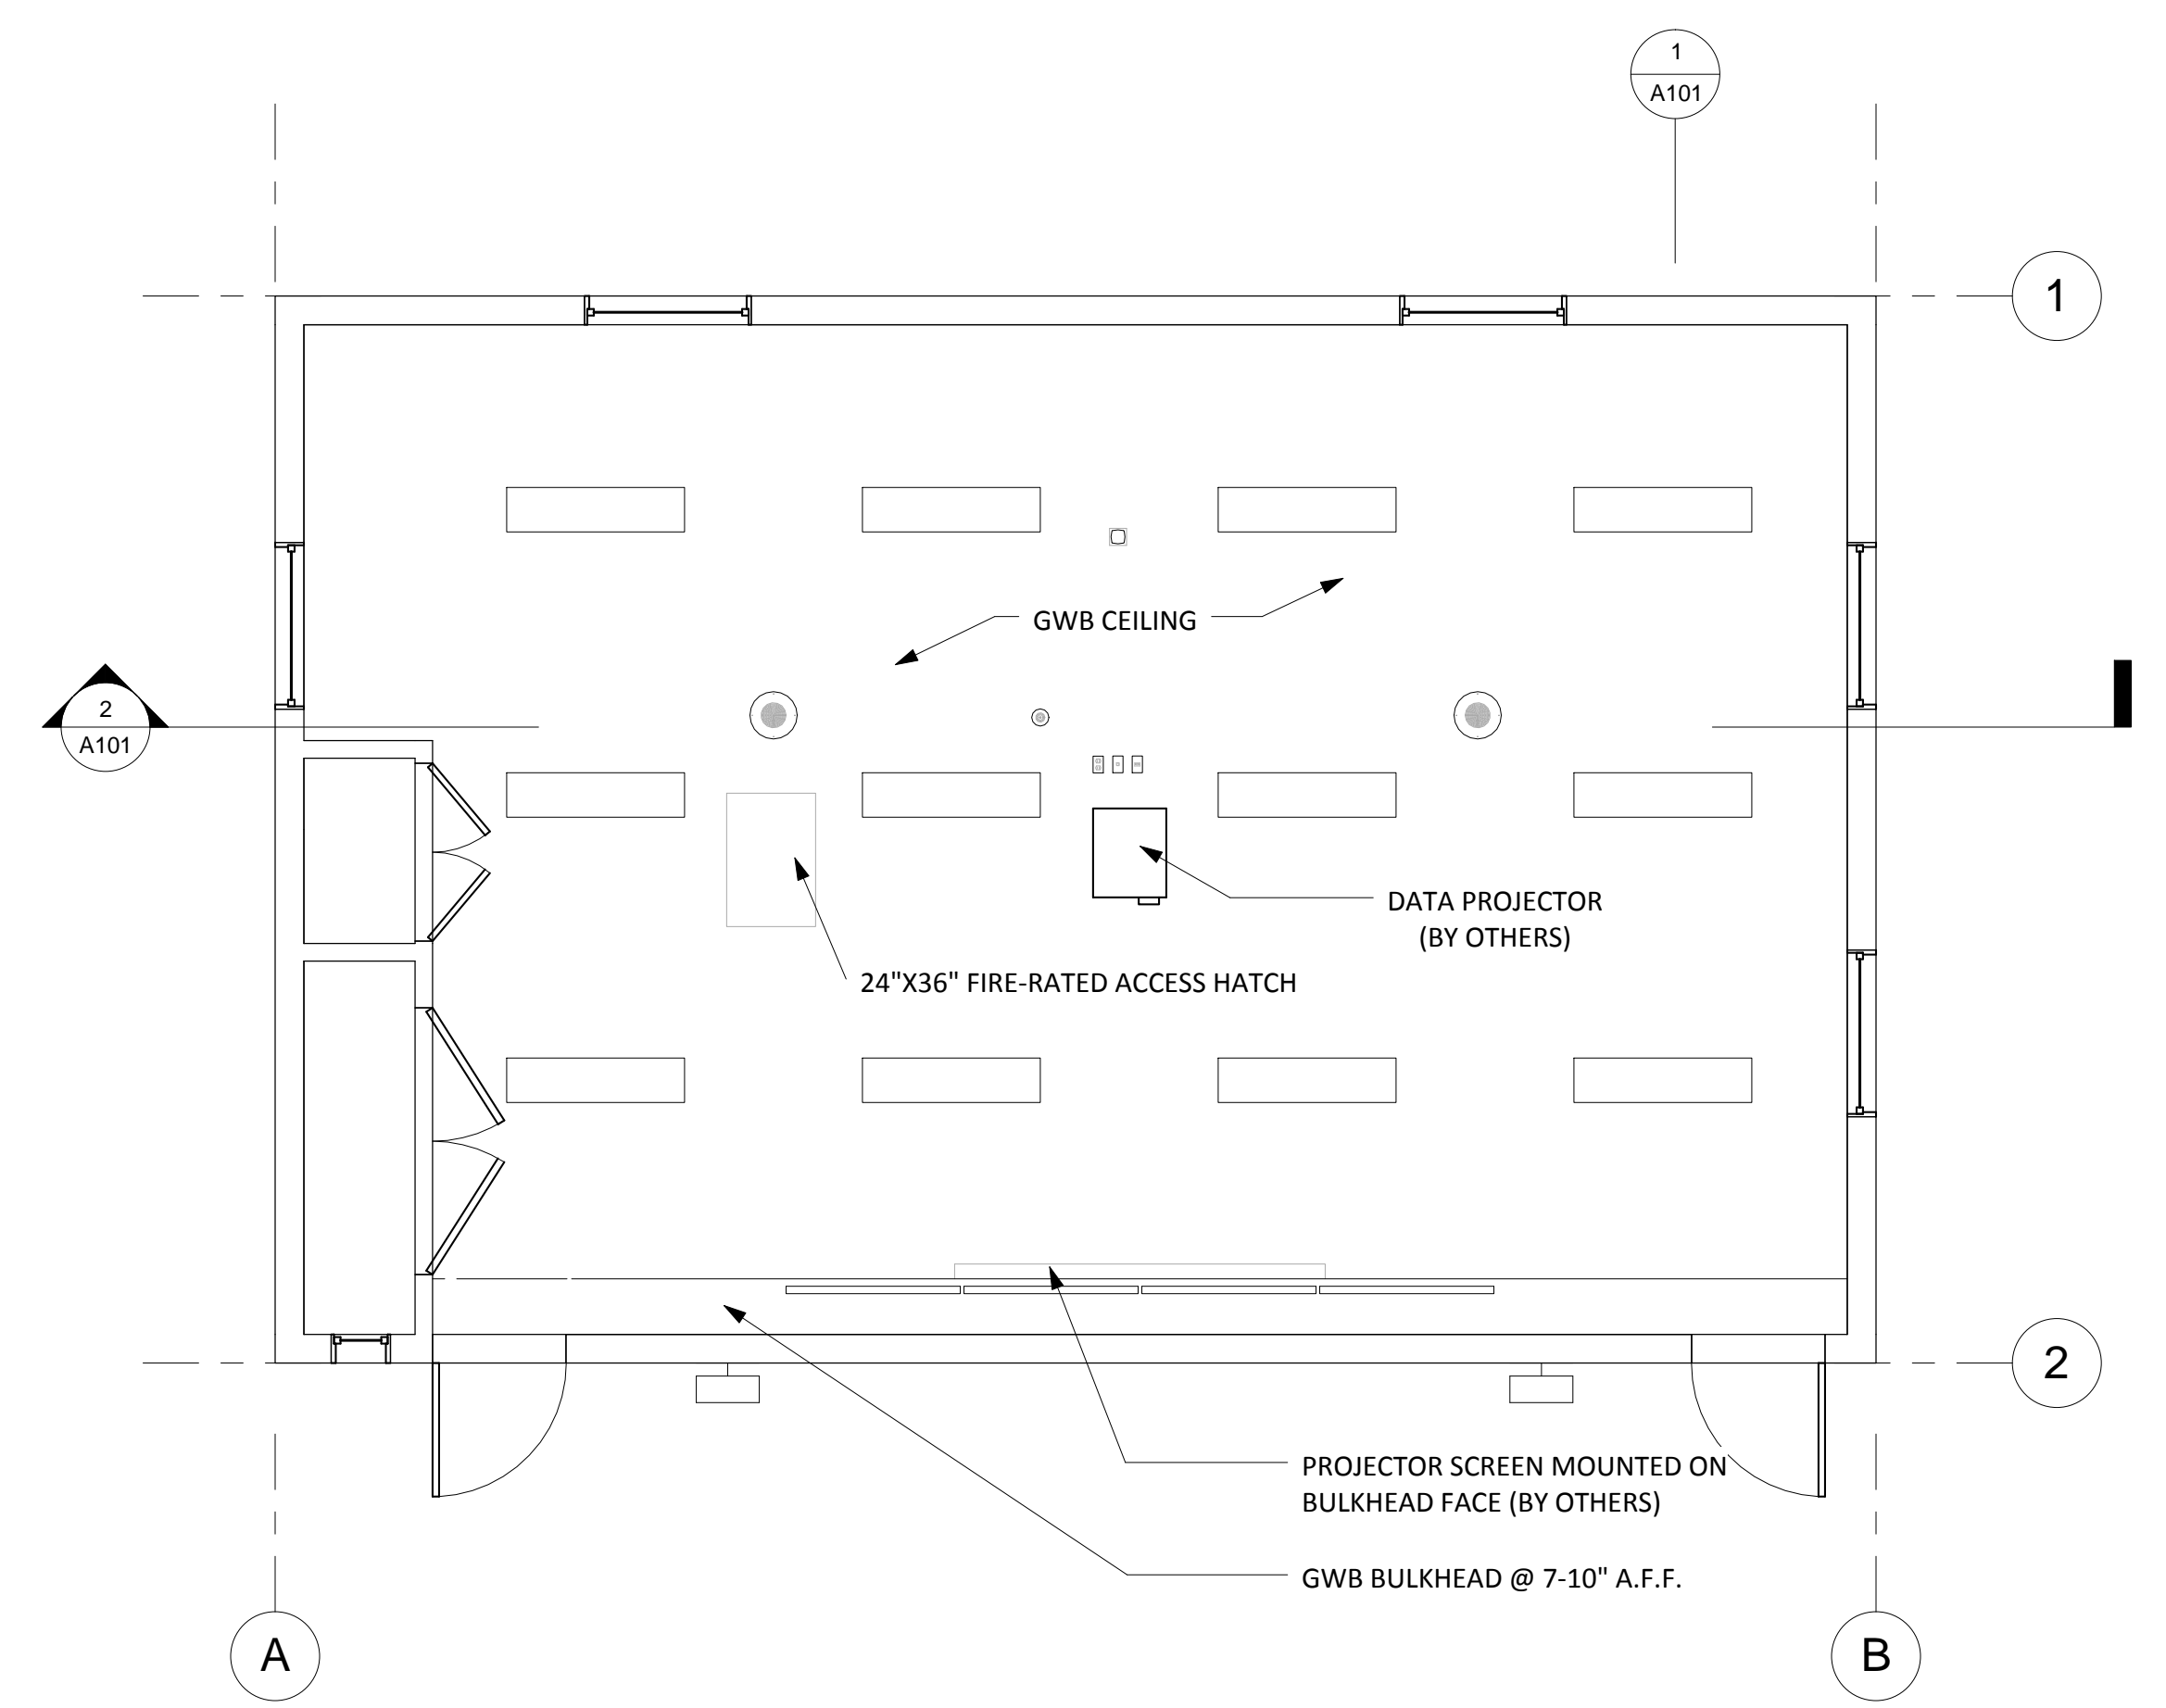 1
A101
1
GWB CEILING
2
A101
DATA PROJECTOR
(BY OTHERS)
24"X36" FIRE-RATED ACCESS HATCH
2
PROJECTOR SCREEN MOUNTED ON
BULKHEAD FACE (BY OTHERS)
GWB BULKHEAD @ 7-10" A.F.F.
A
B